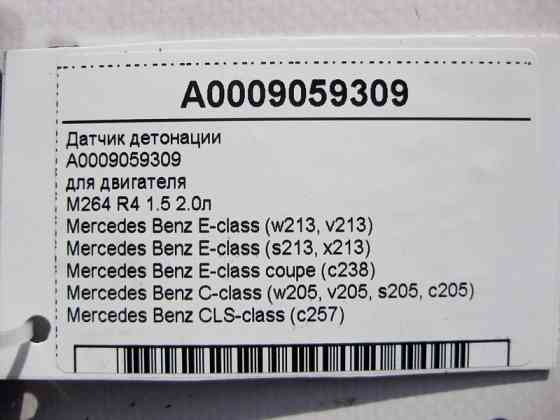 A0009059309
Датчик детонации
A0009059309
для двигателя
M264 R4 1.5 2.0л
Mercedes Benz E-class (w213, v213)
Mercedes Benz E-class (s213, x213)
Mercedes Benz E-class coupe (c238)
Mercedes Benz C-class (w205, v205, s205, c205)
Mercedes Benz CLS-class (c257)